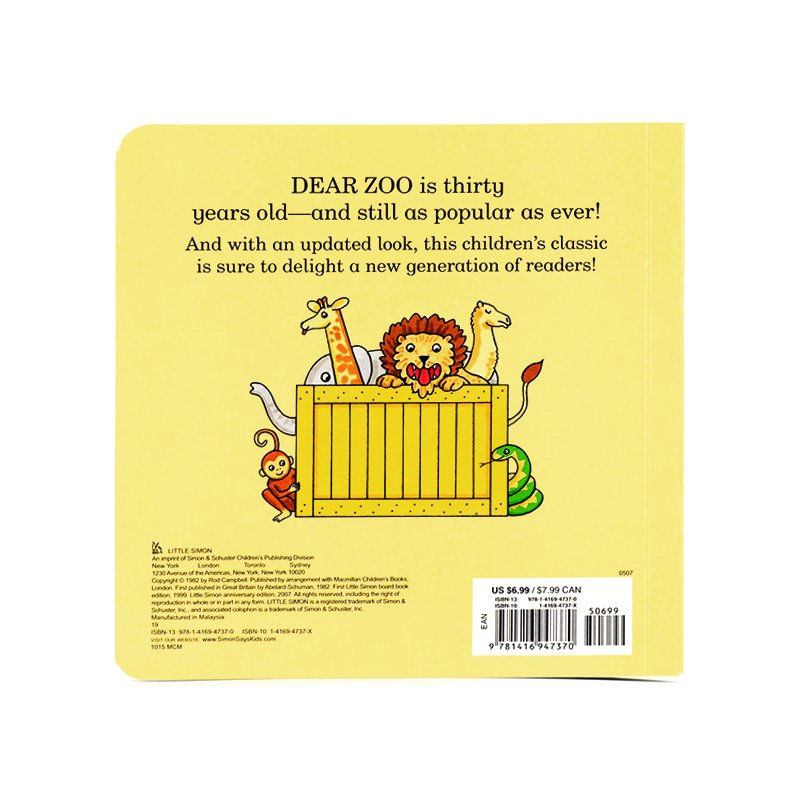 DEAR ZOO is thirty
years old—and still as popular as ever!
And with an updated look, this children's classic
is sure to delight a new generation of readers!
LITTLE SIMON
An imprint of Simon & Schuster Children's Publishing Division
New York London Toronto Sydney
1230 Avenue of the Americas, New York, New York 10020
Copyright © 1982 by Rod Campbell. Published by arrangement with Macmillan Children's Books,
London. First published in Great Britain by Abelard-Schuman, 1982. First Little Simon board book
edition, 1999. Little Simon anniversary edition, 2007. All rights reserved, including the right of
reproduction in whole or in part in any form. LITTLE SIMON is a registered trademark of Simon &
Schuster, Inc., and associated colophon is a trademark of Simon & Schuster, Inc.
Manufactured in Malaysia
19
ISBN-13: 978-1-4169-4737-0 ISBN-10: 1-4169-4737-X
VISIT OUR WEBSITE: www.SimonSaysKids.com
1015 MCM
0507
US $6.99 / $7.99 CAN
ISBN-13: 978-1-4169-4737-0
ISBN-10: 1-4169-4737-X
50699
EAN
9 781416 947370